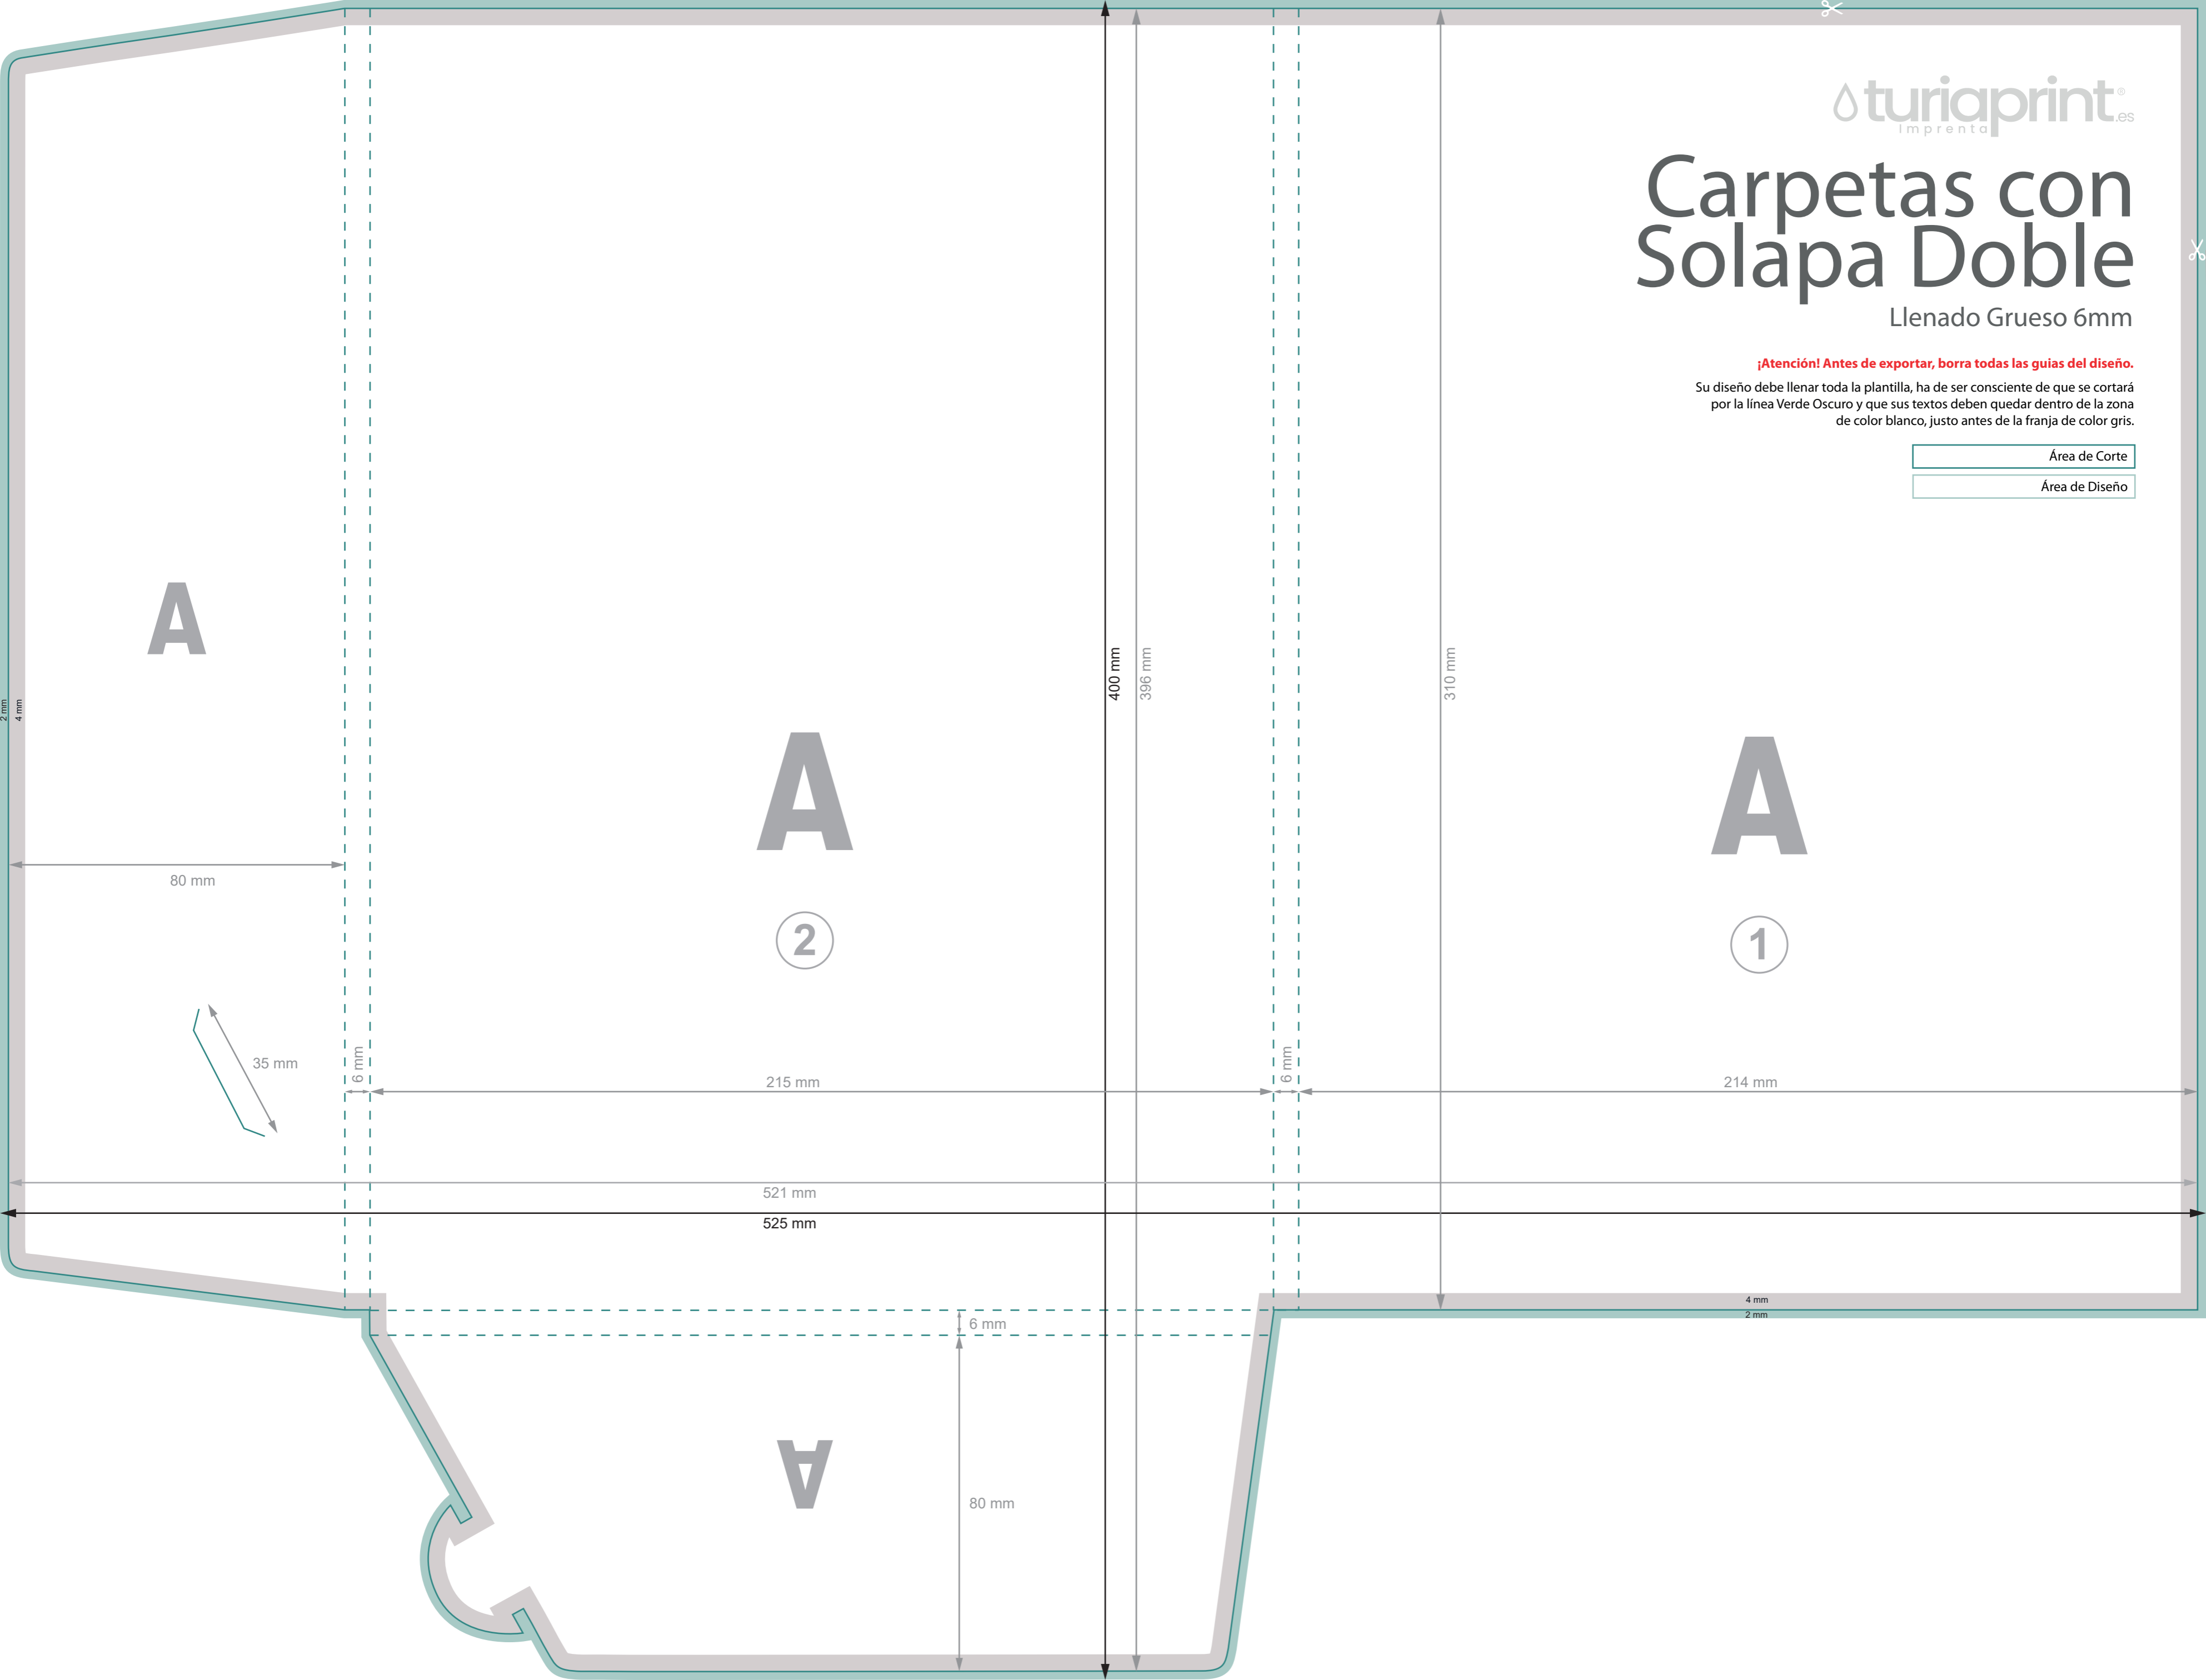 turiaprint®.es
Imprenta
Carpetas con
Solapa Doble
Llenado Grueso 6mm
¡Atención! Antes de exportar, borra todas las guias del diseño.
Su diseño debe llenar toda la plantilla, ha de ser consciente de que se cortará
por la línea Verde Oscuro y que sus textos deben quedar dentro de la zona
de color blanco, justo antes de la franja de color gris.
Área de Corte
Área de Diseño
A
2 mm
4 mm
80 mm
35 mm
6 mm
A
2
215 mm
400 mm
396 mm
6 mm
310 mm
A
1
214 mm
521 mm
525 mm
4 mm
2 mm
6 mm
A
80 mm